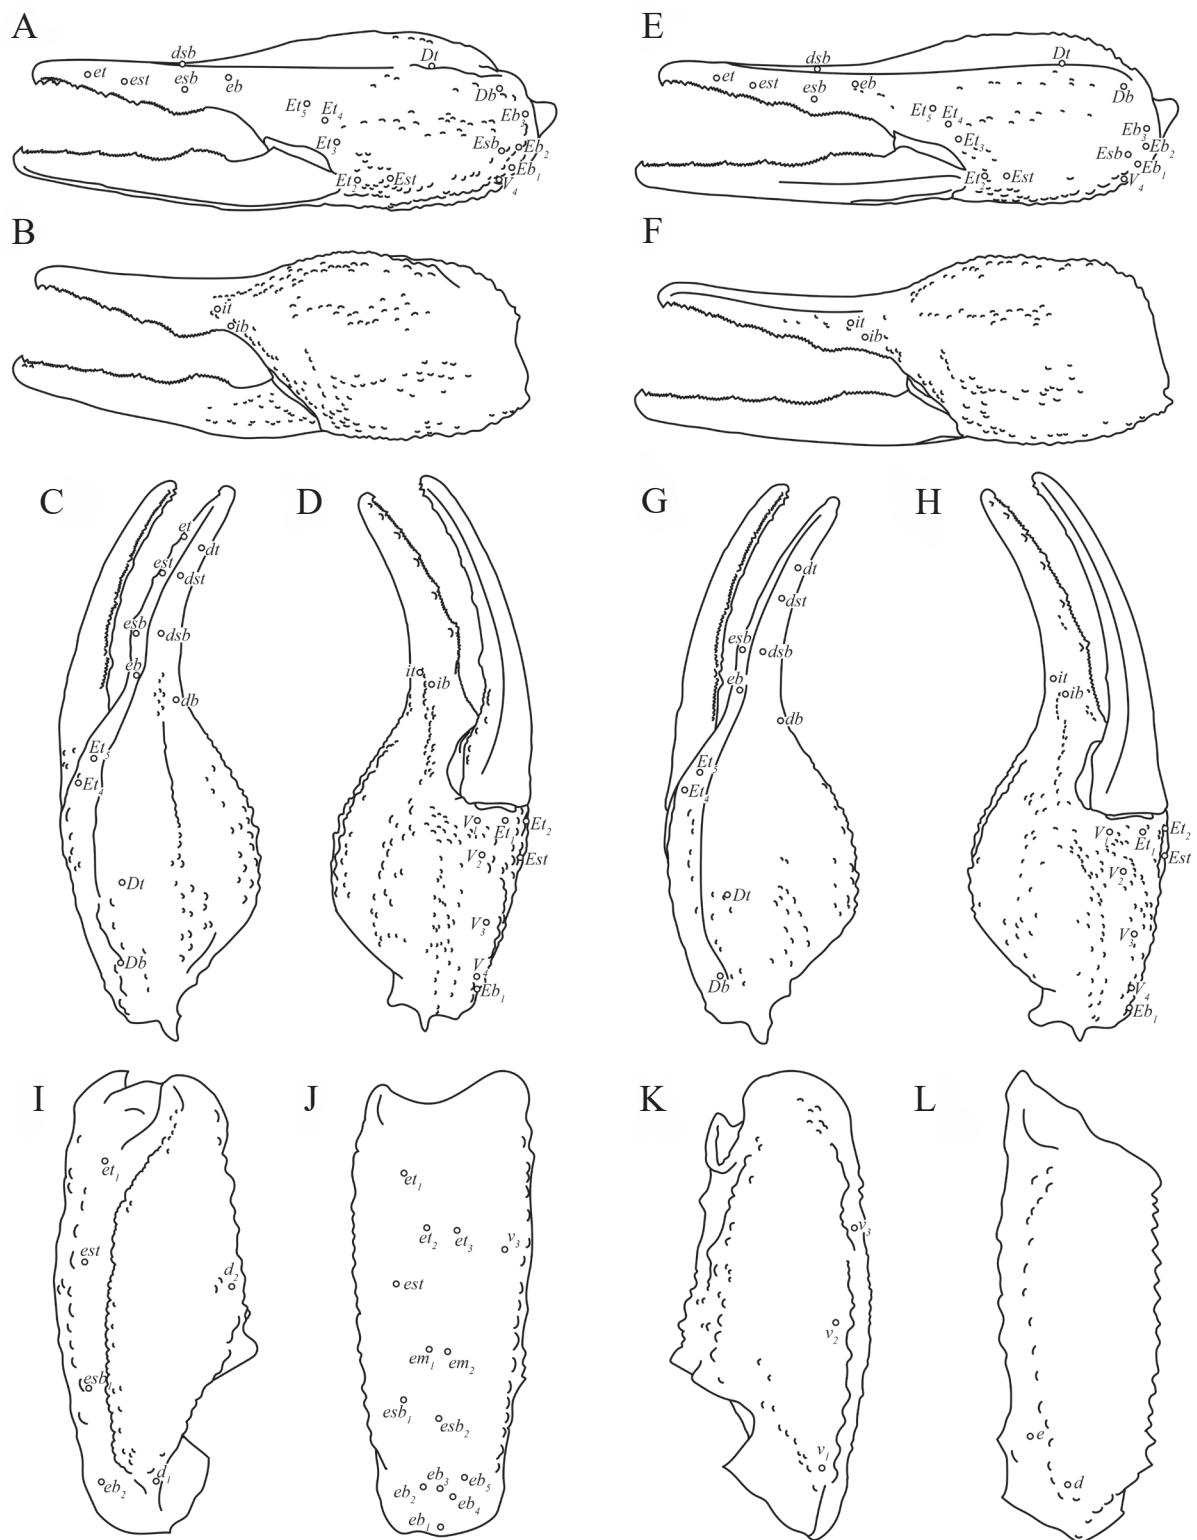 A
dsb
Dt
et
est
esb
eb
Db
Et5
Et4
Eb3
Et3
Esb
Eb2
Eb1
Et2
Est
V4
E
dsb
Dt
et
est
esb
eb
Db
Et5
Et4
Eb3
Et3
Esb
Eb2
Eb1
Et2
Est
V4
B
it
ib
F
it
ib
C
et
dt
est
dst
esb
dsb
eb
db
Et5
Et4
Dt
Db
D
it
ib
V1
Et1
Et2
V2
Est
V3
V4
Eb1
G
dt
dst
esb
dsb
eb
db
Et5
Et4
Dt
Db
H
it
ib
V1
Et1
Et2
V2
Est
V3
V4
Eb1
I
et1
est
d2
esb1
eb2
d1
J
et1
et2
et3
v3
est
em1
em2
esb1
esb2
eb3
eb5
eb2
eb4
eb1
K
v3
v2
v1
L
e
d